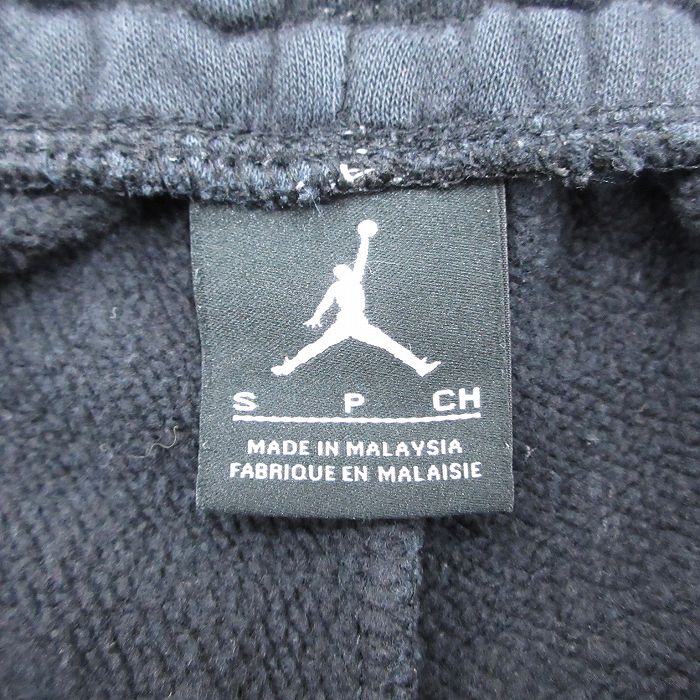 S P CH
MADE IN MALAYSIA
FABRIQUE EN MALAISIE